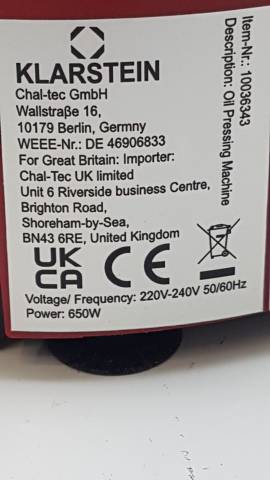 KLARSTEIN
Chal-tec GmbH
Wallstraße 16,
10179 Berlin, Germny
WEEE-Nr.: DE 46906833
For Great Britain: Importer:
Chal-Tec UK limited
Unit 6 Riverside business Centre,
Brighton Road,
Shoreham-by-Sea,
BN43 6RE, United Kingdom
UK
CA
CE
Voltage/ Frequency: 220V-240V 50/60Hz
Power: 650W
Item-Nr.: 10036343
Description: Oil Pressing Machine